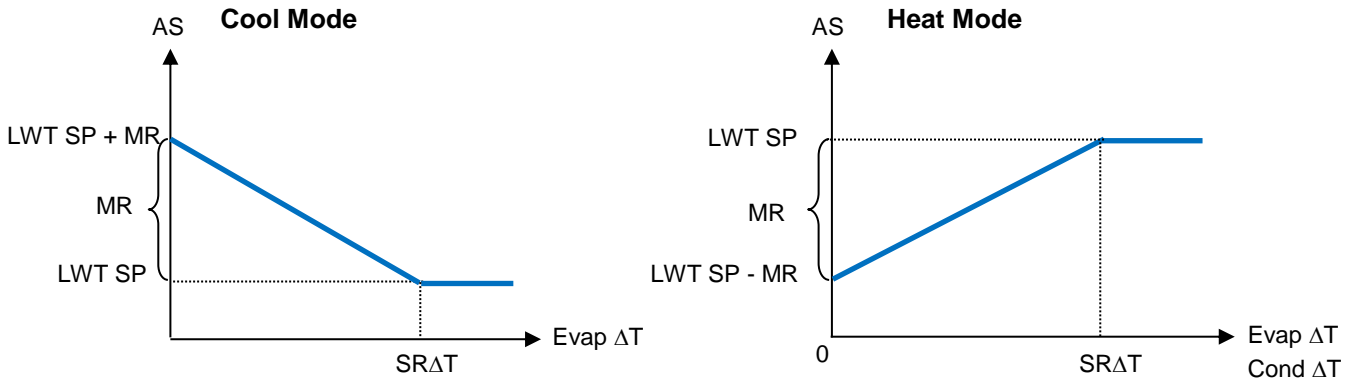 Cool Mode
AS
LWT SP + MR
MR
LWT SP
SRΔT
Evap ΔT
Heat Mode
AS
LWT SP
MR
LWT SP - MR
0
SRΔT
Evap ΔT
Cond ΔT